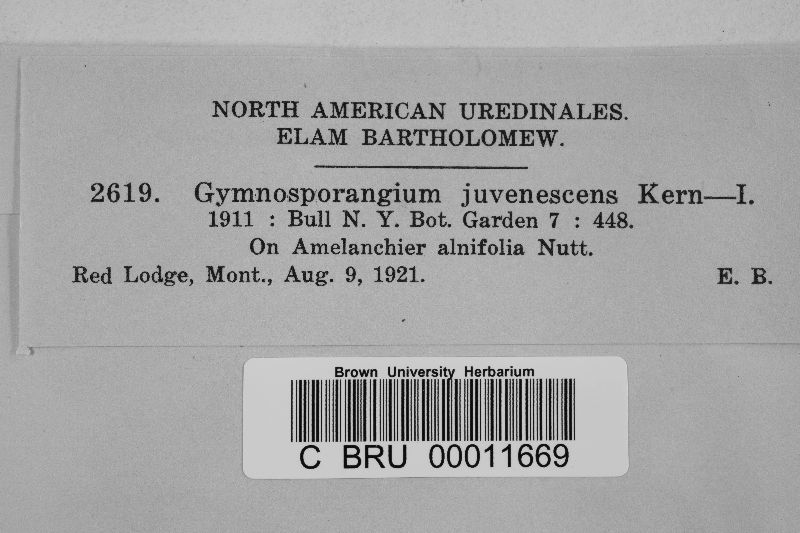 NORTH AMERICAN UREDINALES.
ELAM BARTHOLOMEW.
2619. Gymnosporangium juvenescens Kern—I.
1911 : Bull N. Y. Bot. Garden 7 : 448.
On Amelanchier alnifolia Nutt.
Red Lodge, Mont., Aug. 9, 1921. E. B.
Brown University Herbarium
C BRU 00011669